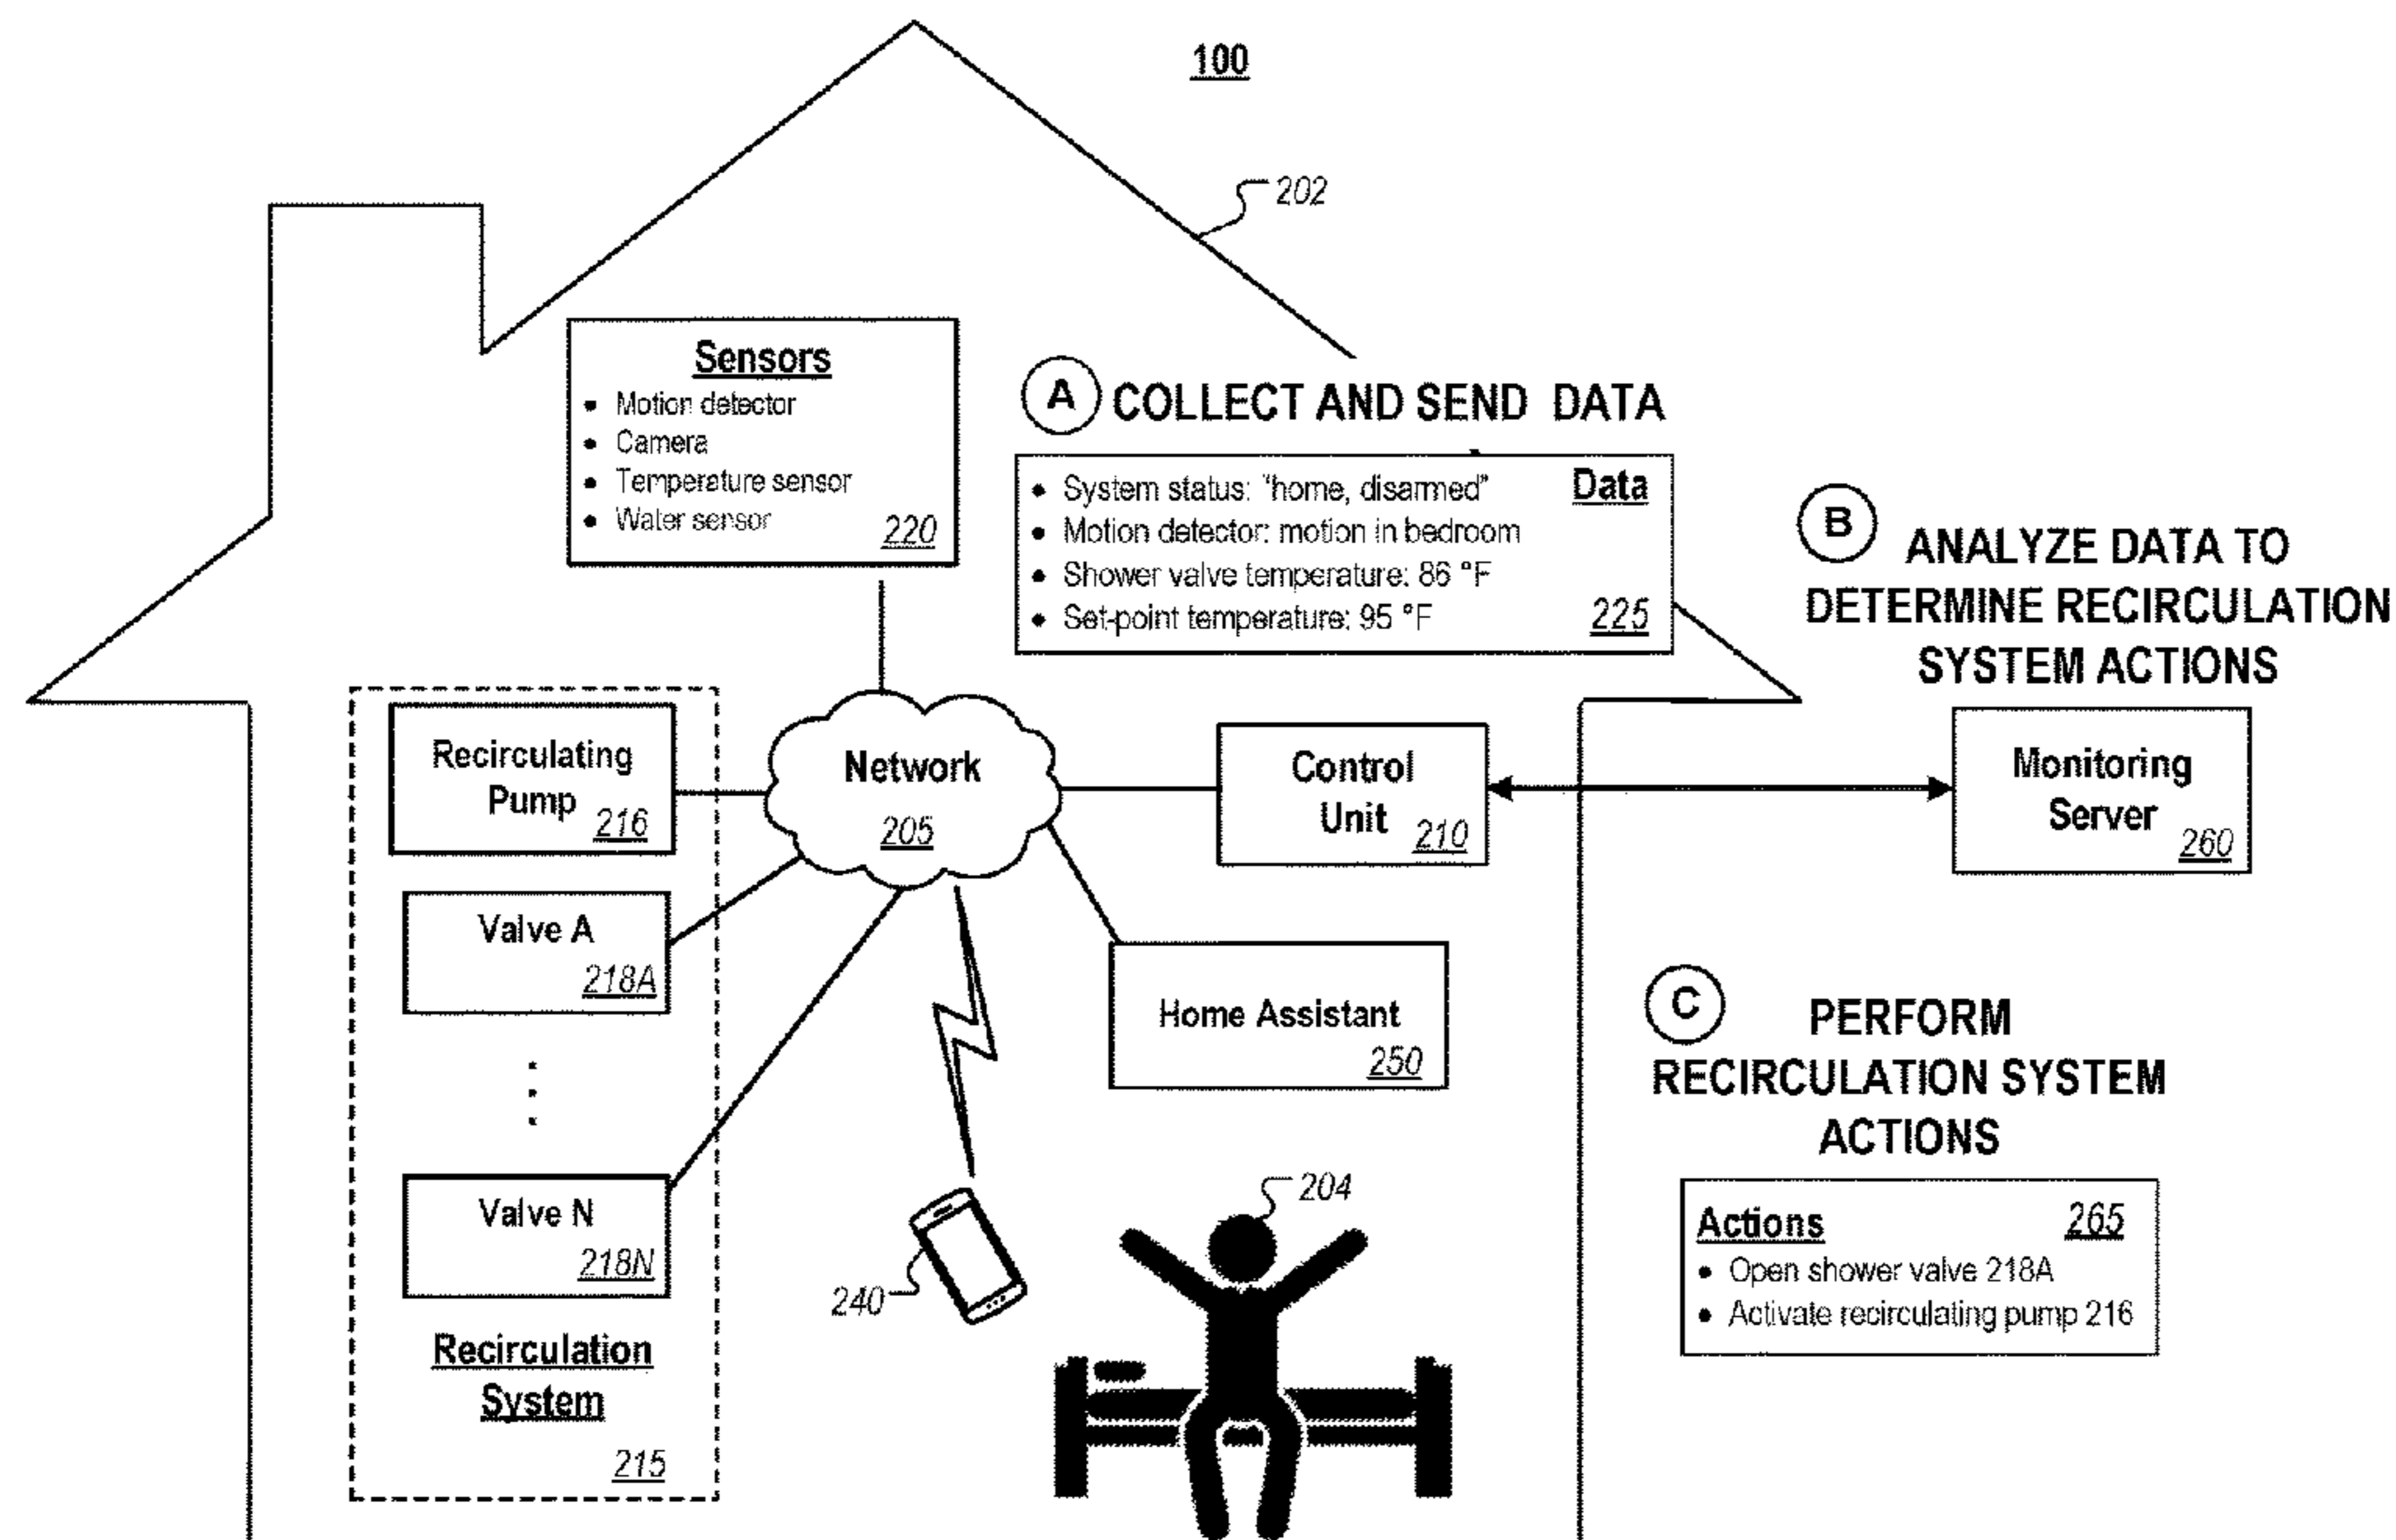 100
202
Sensors
• Motion detector
• Camera
• Temperature sensor
• Water sensor
220
A COLLECT AND SEND DATA
Data
• System status: "home, disarmed"
• Motion detector: motion in bedroom
• Shower valve temperature: 86 °F
• Set-point temperature: 95 °F
225
B ANALYZE DATA TO
DETERMINE RECIRCULATION
SYSTEM ACTIONS
Recirculating
Pump
216
Network
205
Control
Unit
210
Monitoring
Server
260
Valve A
218A
Home Assistant
250
C PERFORM
RECIRCULATION SYSTEM
ACTIONS
Valve N
218N
240
204
Actions
265
• Open shower valve 218A
• Activate recirculating pump 216
Recirculation
System
215